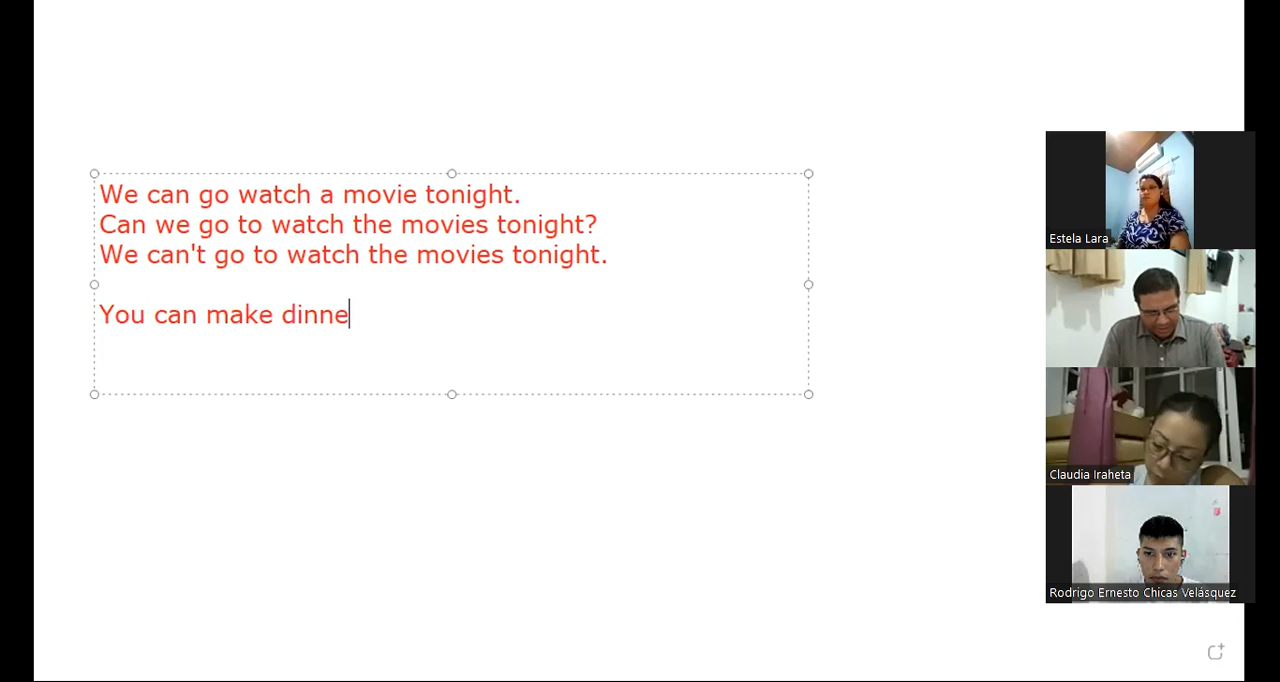 We can go watch a movie tonight.
Can we go to watch the movies tonight?
We can't go to watch the movies tonight.
You can make dinne
Estela Lara
Claudia Iraheta
Rodrigo Ernesto Chicas Velásquez